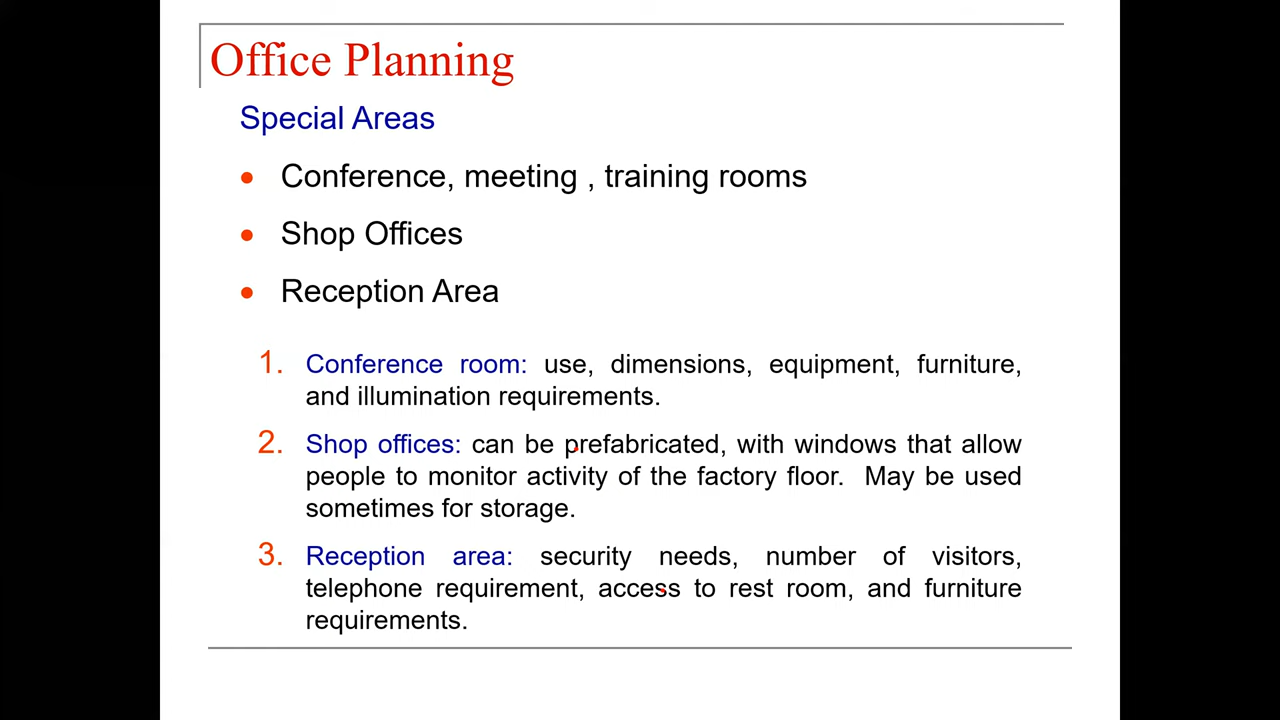 Office Planning
Special Areas
• Conference, meeting , training rooms
• Shop Offices
• Reception Area
1. Conference room: use, dimensions, equipment, furniture,
and illumination requirements.
2. Shop offices: can be prefabricated, with windows that allow
people to monitor activity of the factory floor. May be used
sometimes for storage.
3. Reception area: security needs, number of visitors,
telephone requirement, access to rest room, and furniture
requirements.